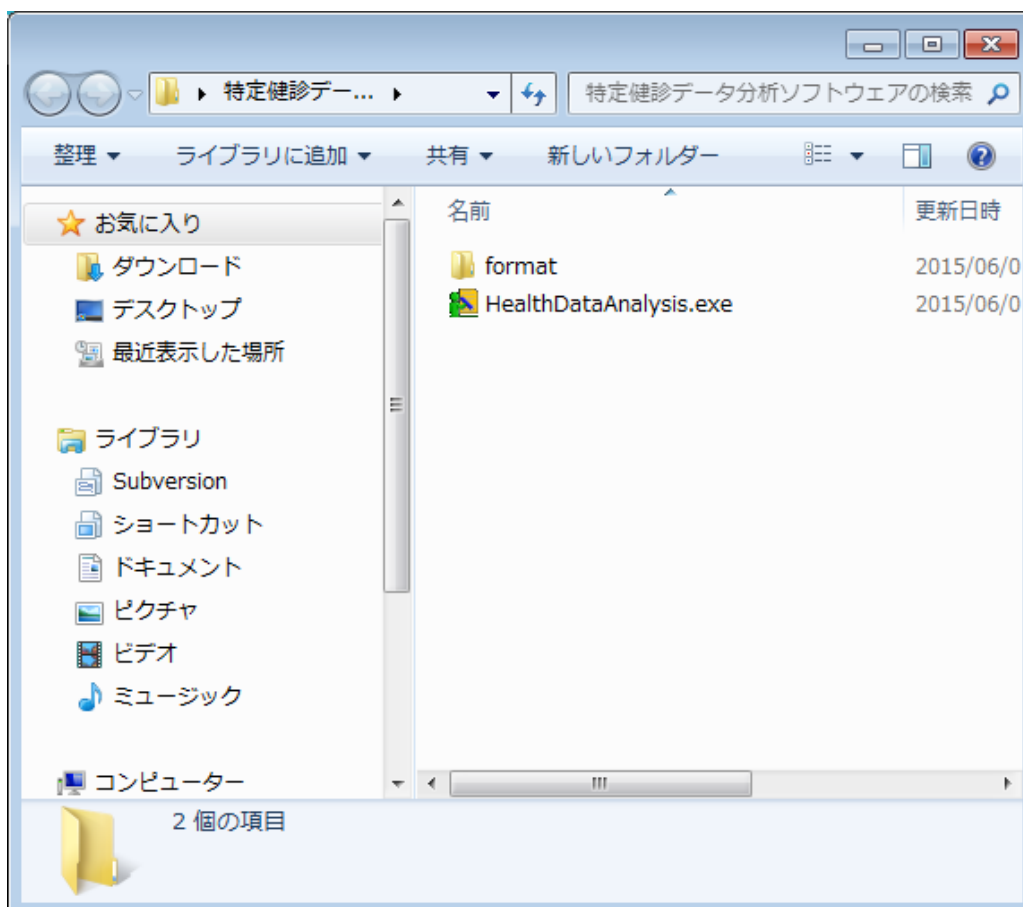 特定健診デー...
特定健診データ分析ソフトウェアの検索
整理 ライブラリに追加 共有 新しいフォルダー
お気に入り
ダウンロード
デスクトップ
最近表示した場所
ライブラリ
Subversion
ショートカット
ドキュメント
ピクチャ
ビデオ
ミュージック
コンピューター
名前 更新日時
format 2015/06/0
HealthDataAnalysis.exe 2015/06/0
2 個の項目